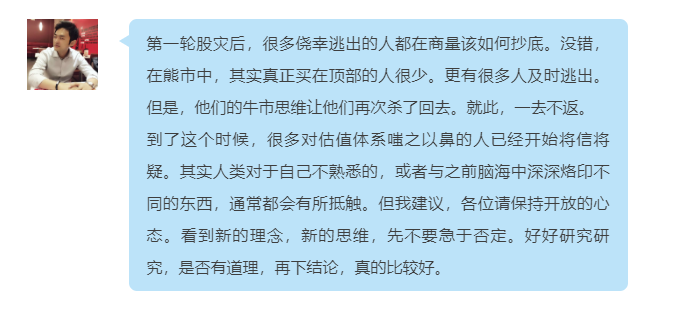 第一轮股灾后，很多侥幸逃出的人都在商量该如何抄底。没错，
在熊市中，其实真正买在顶部的人很少。更有很多人及时逃出。
但是，他们的牛市思维让他们再次杀了回去。就此，一去不返。
到了这个时候，很多对估值体系嗤之以鼻的人已经开始将信将
疑。其实人类对于自己不熟悉的，或者与之前脑海中深深烙印不
同的东西，通常都会有所抵触。但我建议，各位请保持开放的心
态。看到新的理念，新的思维，先不要急于否定。好好研究研
究，是否有道理，再下结论，真的比较好。